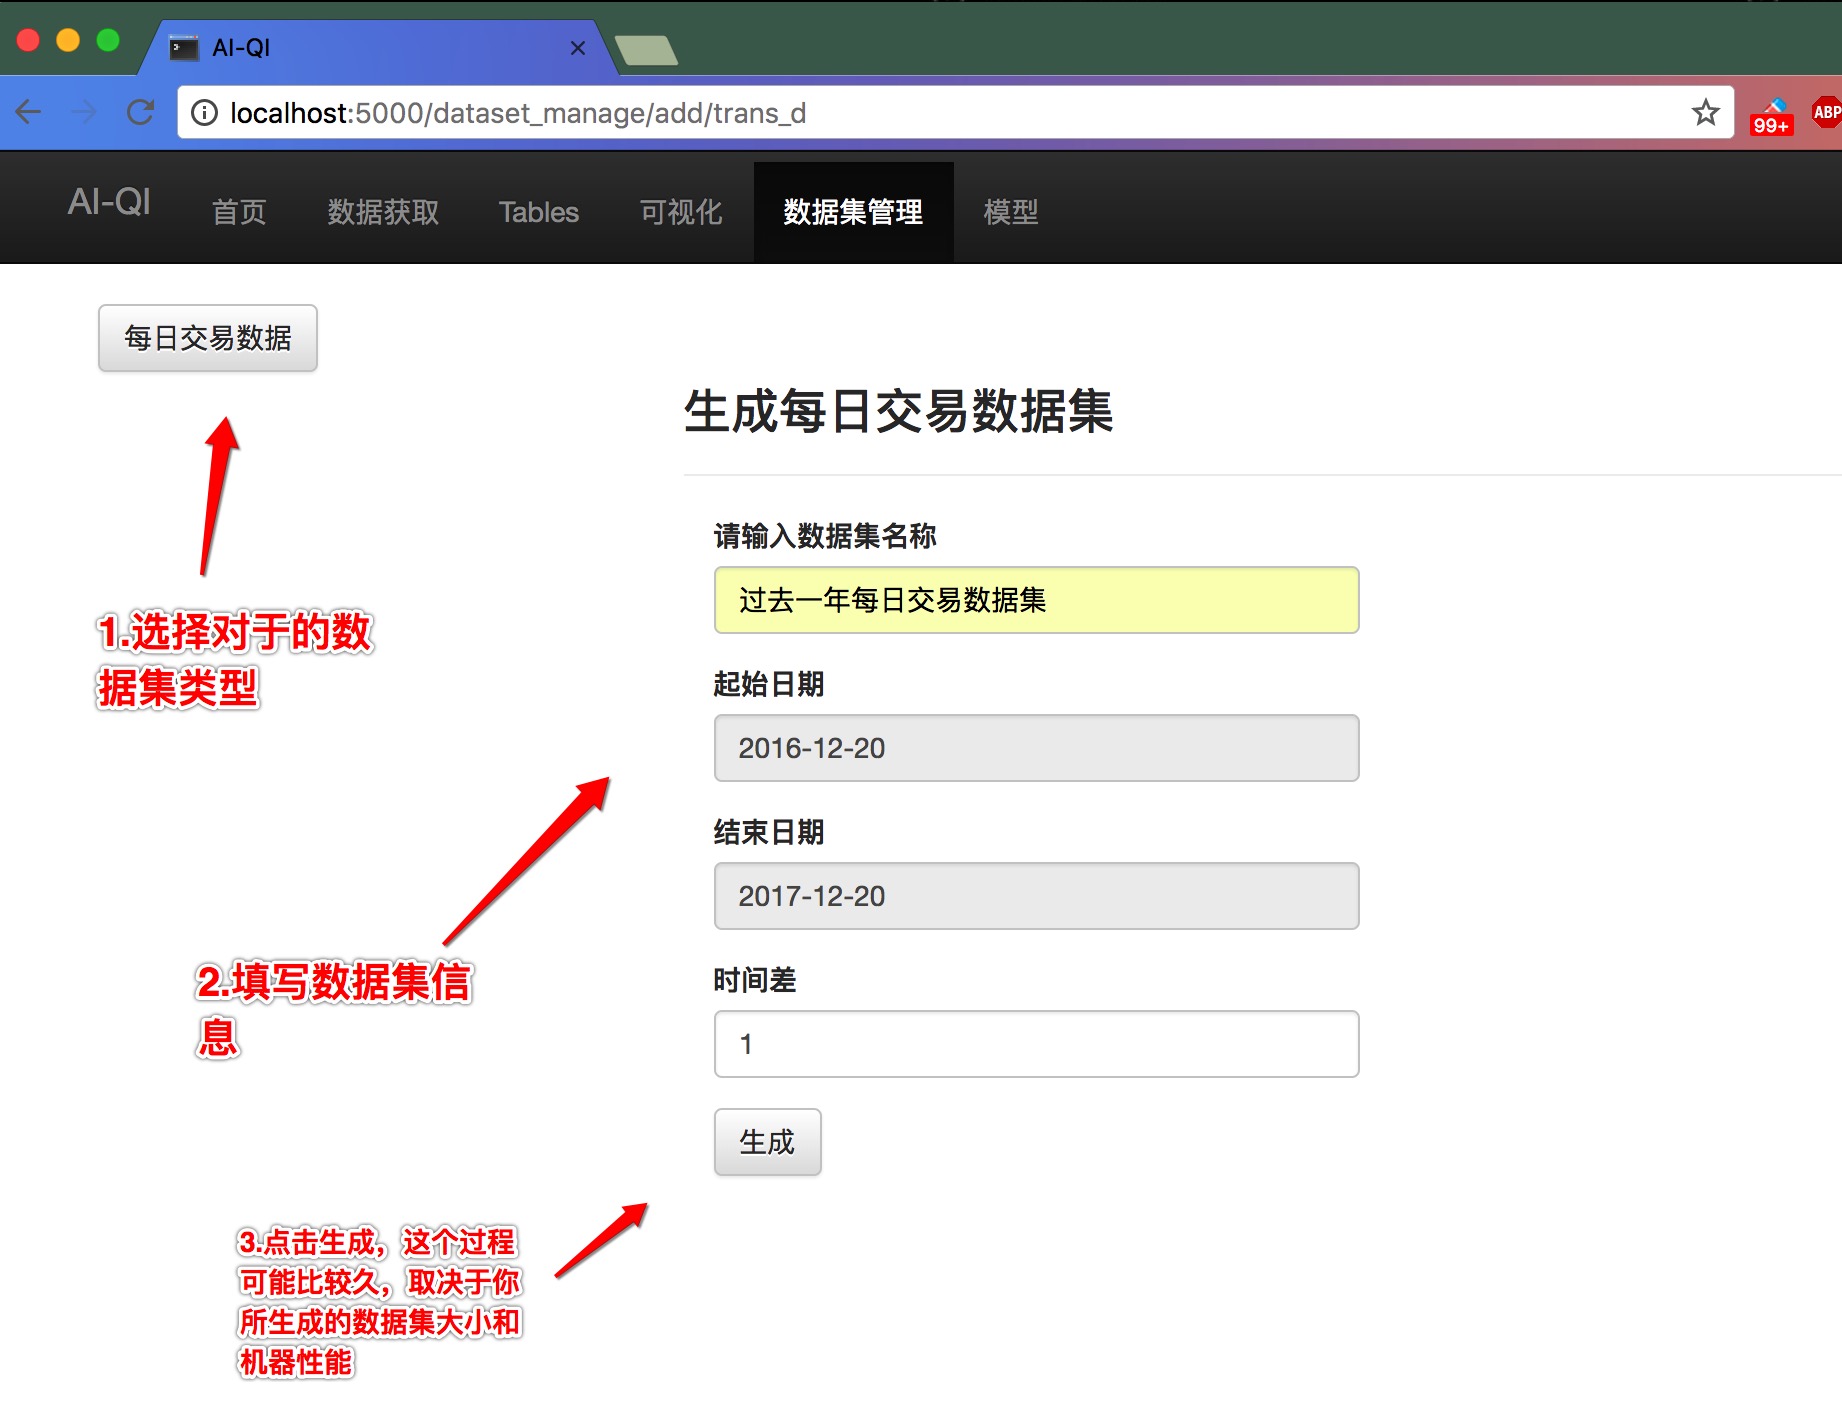 AI-QI
localhost:5000/dataset_manage/add/trans_d
99+
ABP
AI-QI 首页 数据获取 Tables 可视化 数据集管理 模型
每日交易数据
生成每日交易数据集
请输入数据集名称
过去一年每日交易数据集
1.选择对于的数
据集类型
起始日期
2016-12-20
结束日期
2017-12-20
2.填写数据集信
息
时间差
1
生成
3.点击生成，这个过程
可能比较久，取决于你
所生成的数据集大小和
机器性能